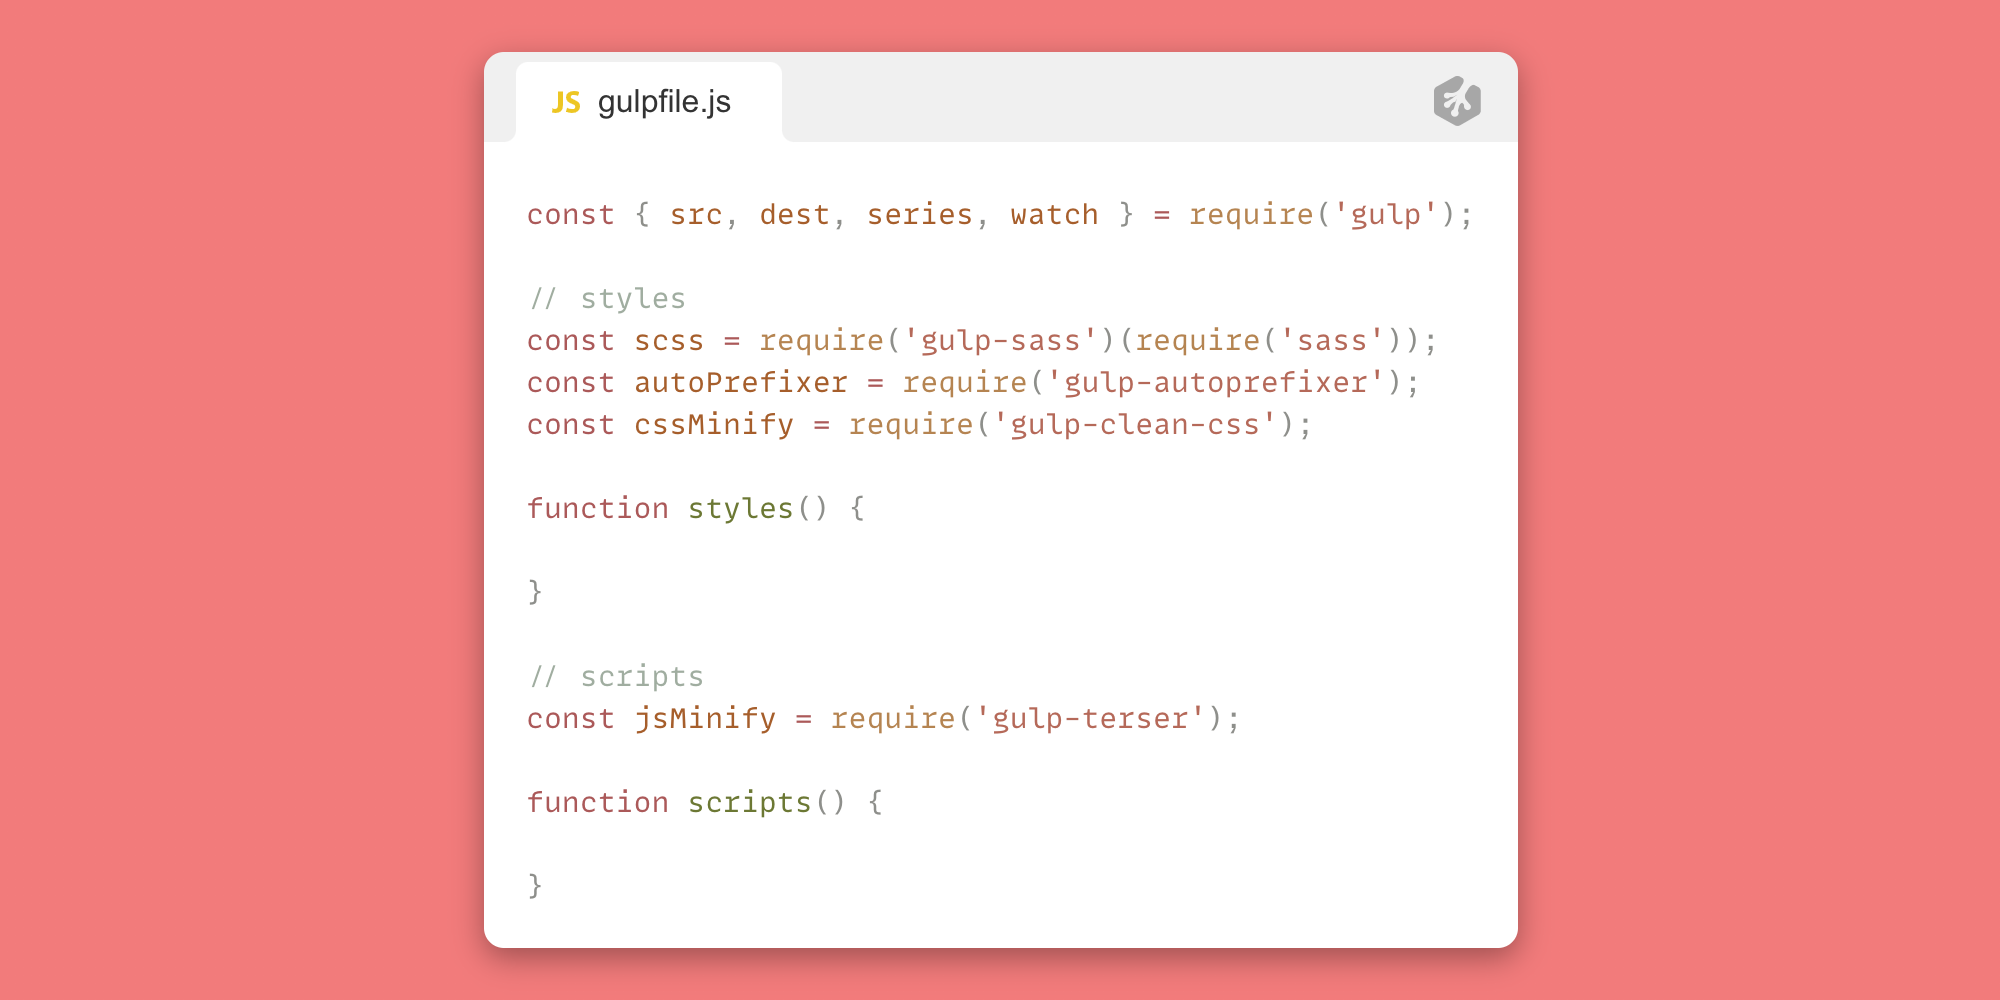 JS gulpfile.js
const { src, dest, series, watch } = require('gulp');
// styles
const scss = require('gulp-sass')(require('sass'));
const autoPrefixer = require('gulp-autoprefixer');
const cssMinify = require('gulp-clean-css');
function styles() {
}
// scripts
const jsMinify = require('gulp-terser');
function scripts() {
}